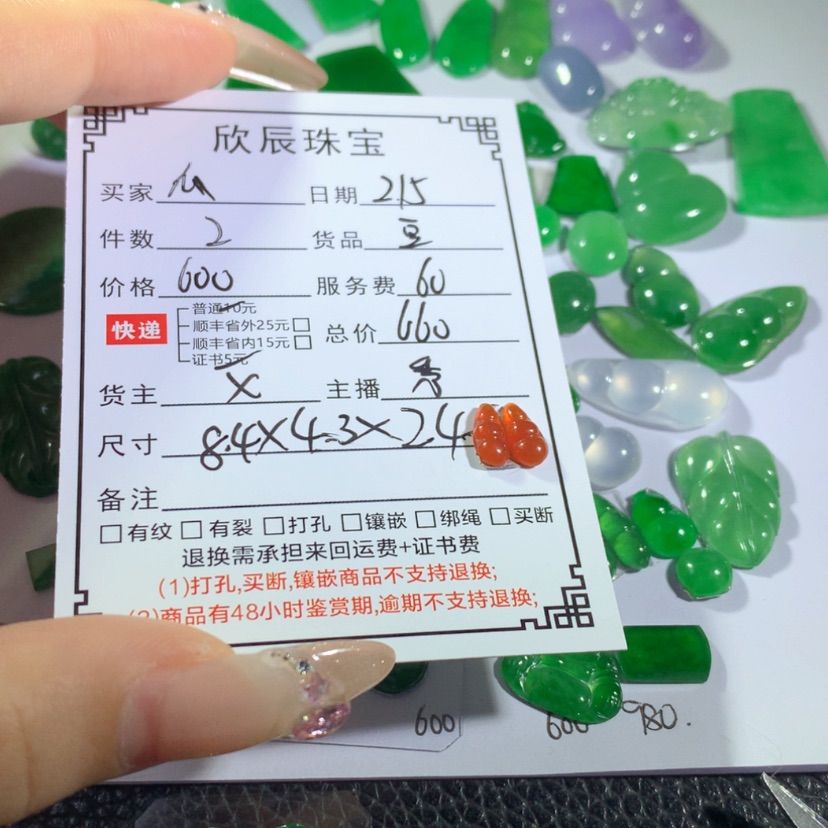 欣辰珠宝
买家 日期 2.15
件数 2 货品 豆
价格 600 服务费 60
快递
普通10元
顺丰省外25元□
顺丰省内15元□
证书5元
总价 660
货主 X 主播 秀
尺寸 8.4X4.3X2.4
备注
□有纹 □有裂 □打孔 □镶嵌 □绑绳 □买断
退换需承担来回运费+证书费
(1)打孔,买断,镶嵌商品不支持退换;
(2)商品有48小时鉴赏期,逾期不支持退换;
600 600 980.